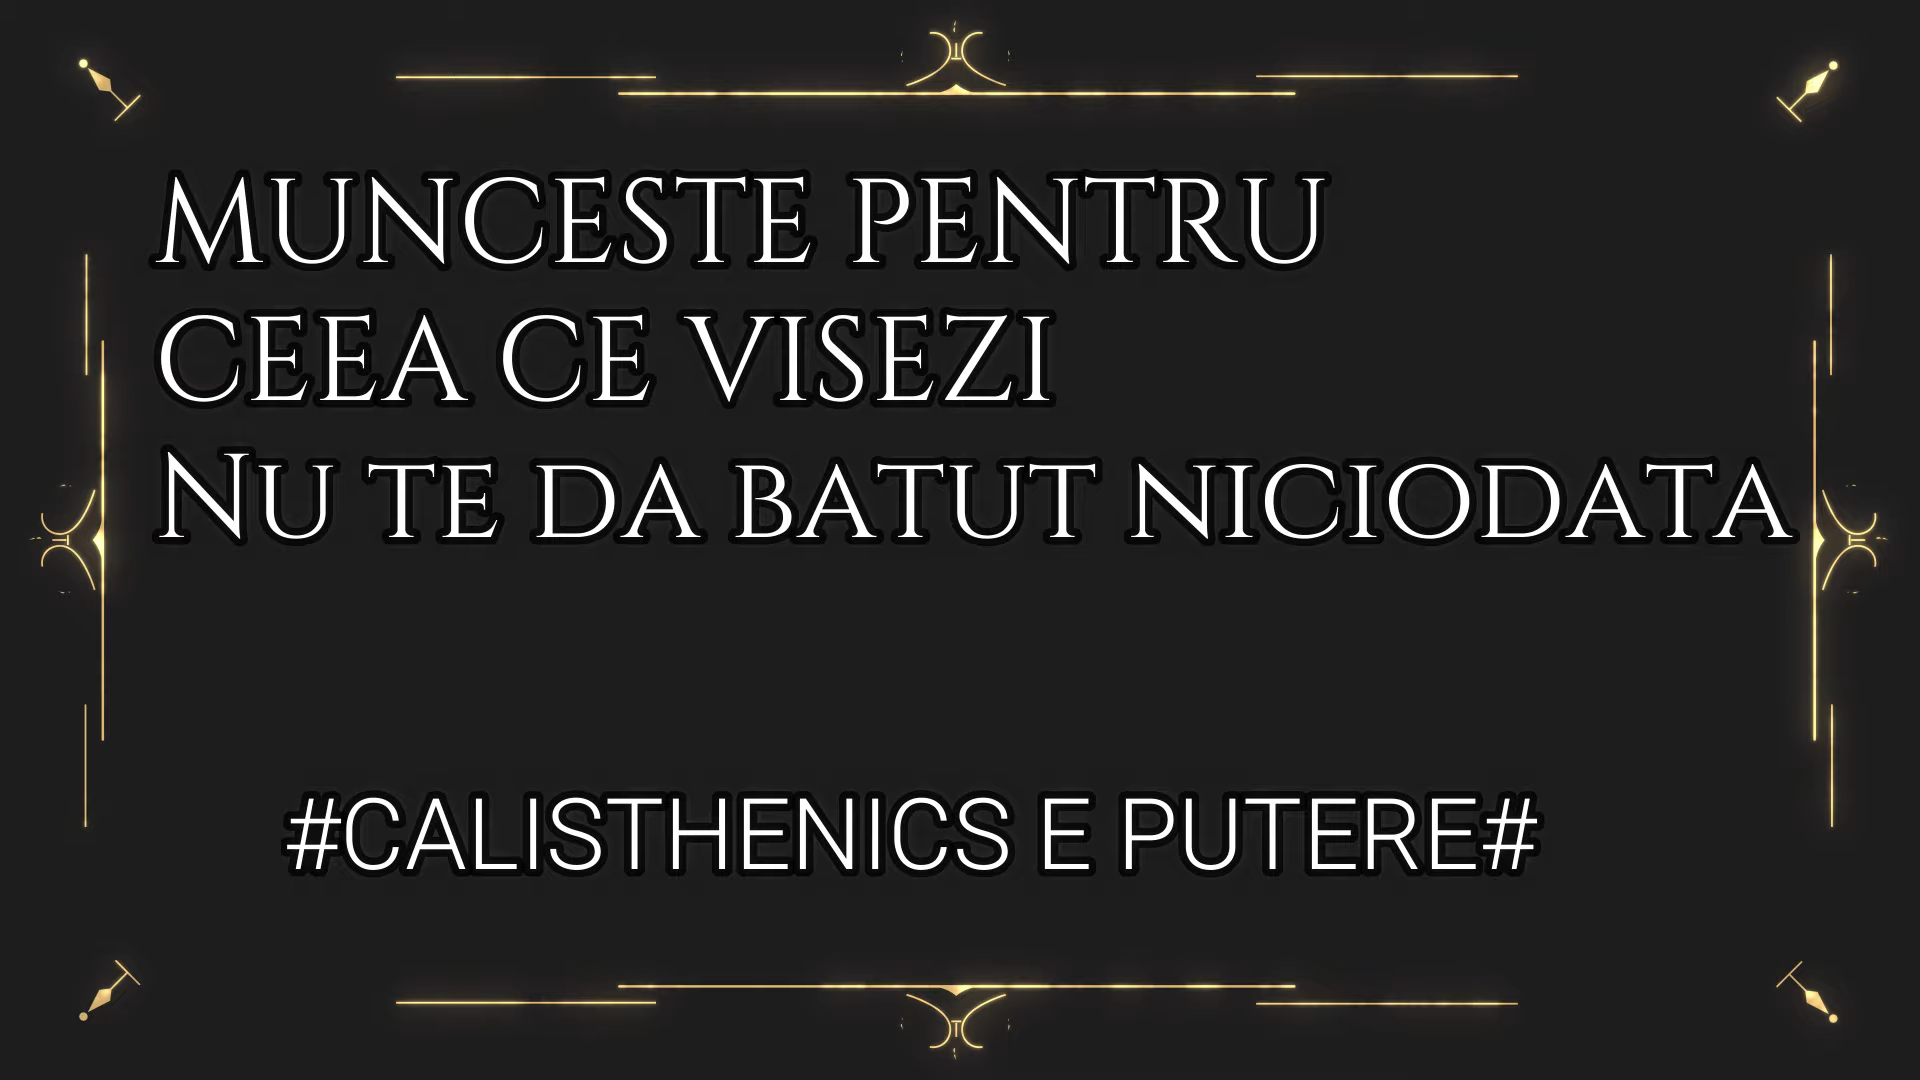 MUNCESTE PENTRU
CEEA CE VISEZI
NU TE DA BATUT NICIODATA
#CALISTHENICS E PUTERE#